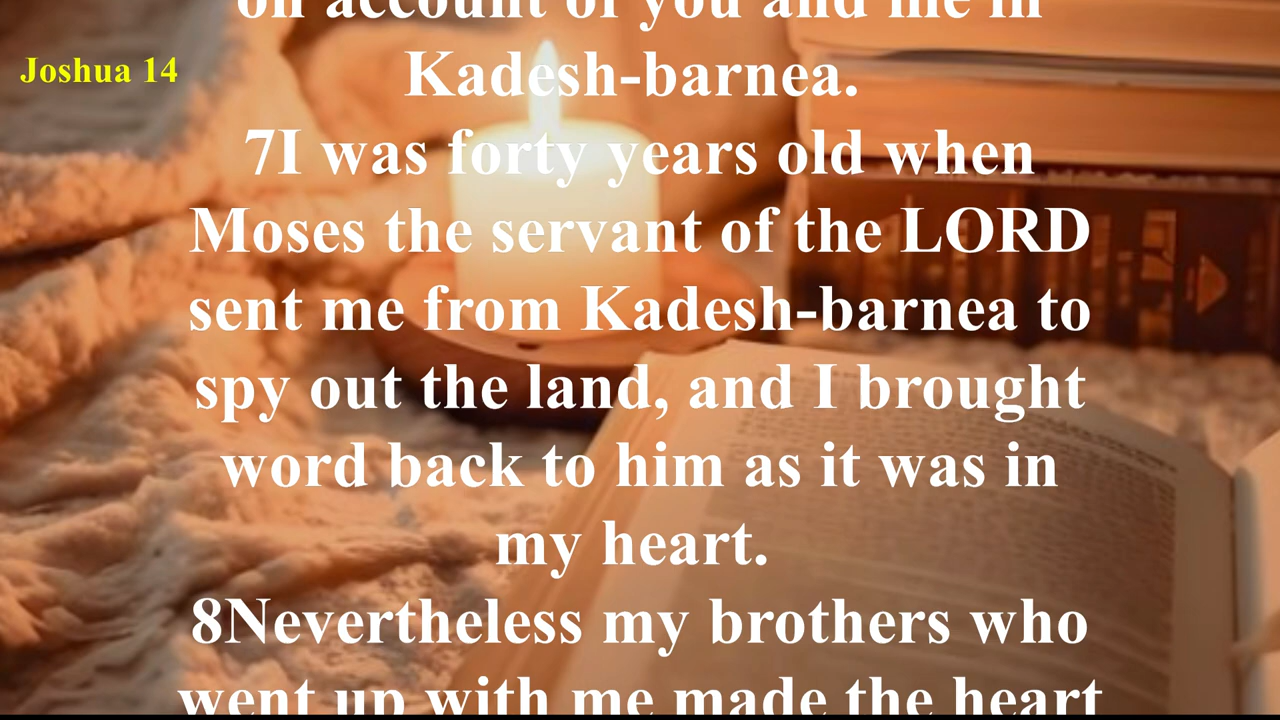 on account of you and me in
Joshua 14
Kadesh-barnea.
7I was forty years old when
Moses the servant of the LORD
sent me from Kadesh-barnea to
spy out the land, and I brought
word back to him as it was in
my heart.
8Nevertheless my brothers who
went up with me made the heart